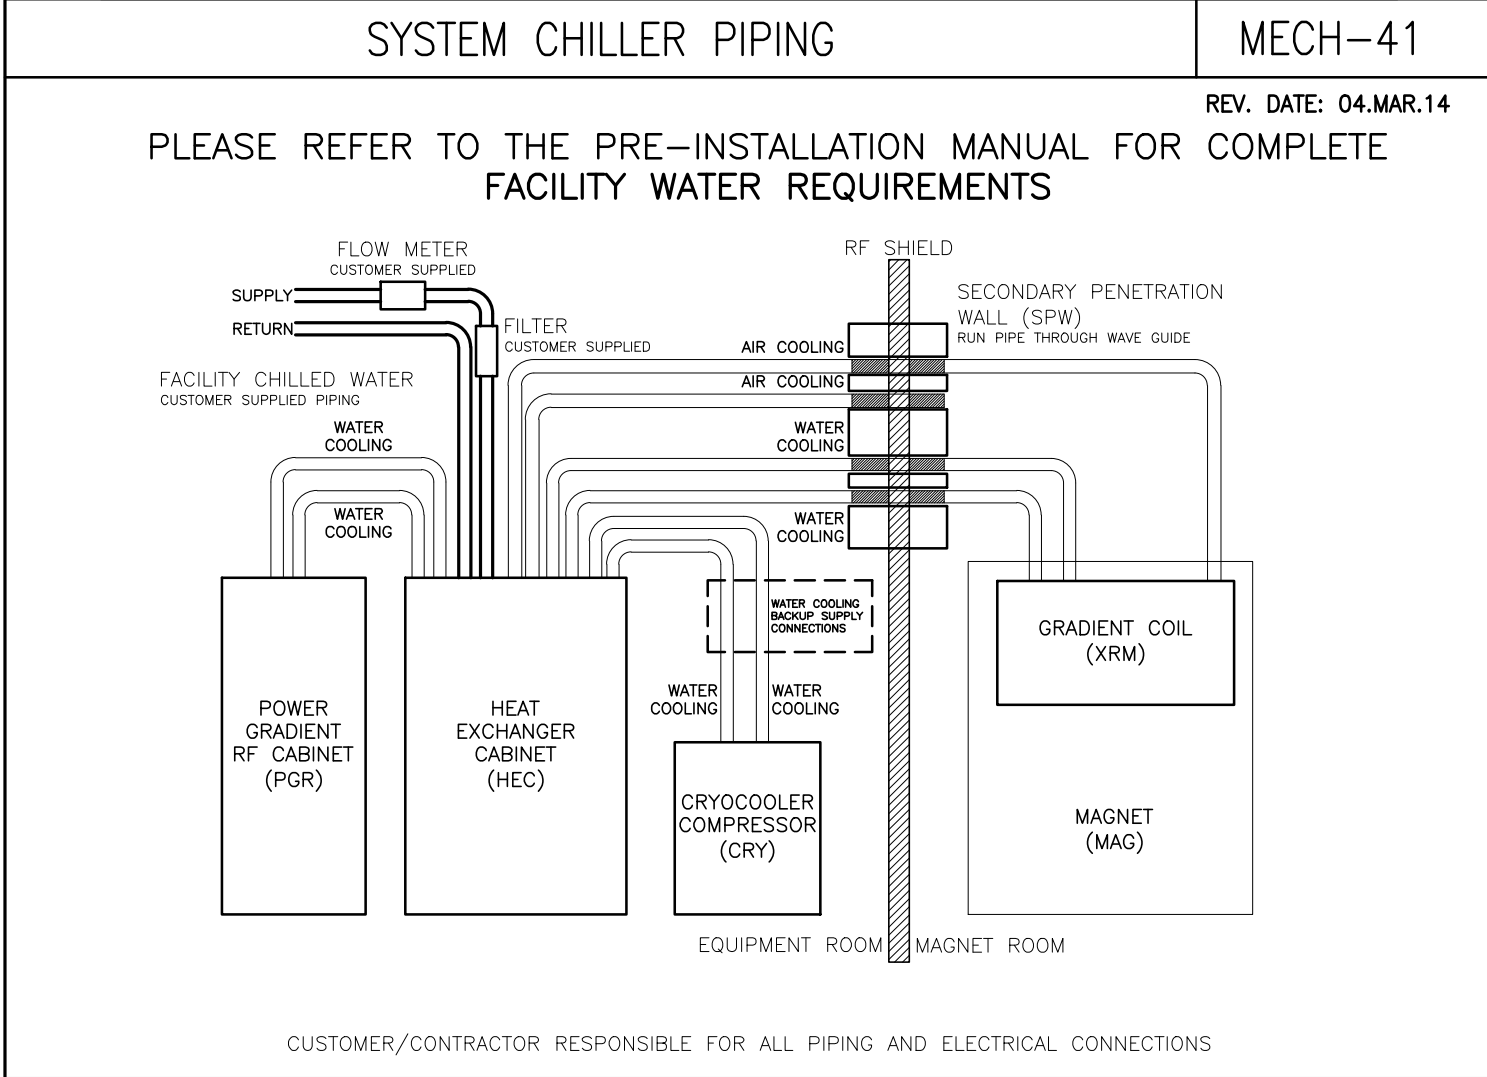 SYSTEM CHILLER PIPING
MECH-41
REV. DATE: 04.MAR.14
PLEASE REFER TO THE PRE-INSTALLATION MANUAL FOR COMPLETE
FACILITY WATER REQUIREMENTS
FLOW METER
CUSTOMER SUPPLIED
RF SHIELD
SUPPLY
RETURN
FILTER
CUSTOMER SUPPLIED
SECONDARY PENETRATION
WALL (SPW)
RUN PIPE THROUGH WAVE GUIDE
AIR COOLING
AIR COOLING
FACILITY CHILLED WATER
CUSTOMER SUPPLIED PIPING
WATER
COOLING
WATER
COOLING
WATER
COOLING
WATER
COOLING
WATER COOLING
BACKUP SUPPLY
CONNECTIONS
GRADIENT COIL
(XRM)
WATER
COOLING
WATER
COOLING
POWER
GRADIENT
RF CABINET
(PGR)
HEAT
EXCHANGER
CABINET
(HEC)
CRYOCOOLER
COMPRESSOR
(CRY)
MAGNET
(MAG)
EQUIPMENT ROOM
MAGNET ROOM
CUSTOMER/CONTRACTOR RESPONSIBLE FOR ALL PIPING AND ELECTRICAL CONNECTIONS